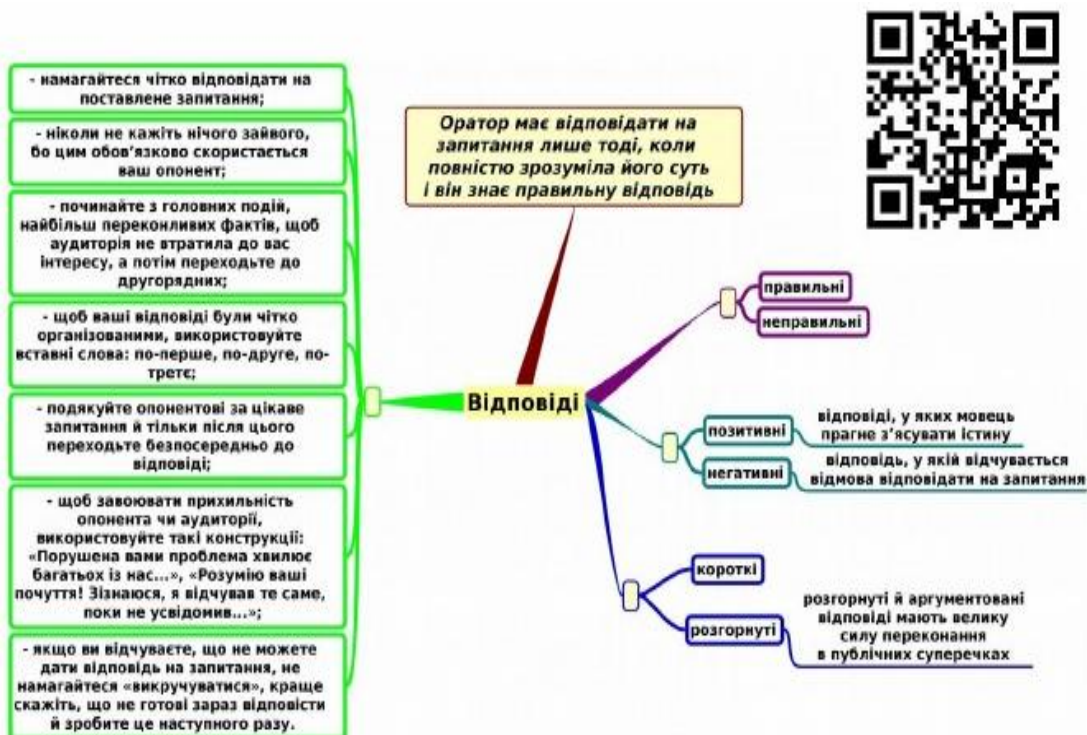 - намагайтеся чітко відповідати на
поставлене запитання;
- ніколи не кажіть нічого зайвого,
бо цим обов'язково скористається
ваш опонент;
- починайте з головних подій,
найбільш переконливих фактів, щоб
аудиторія не втратила до вас
інтересу, а потім переходьте до
другорядних;
- щоб ваші відповіді були чітко
організованими, використовуйте
вставні слова: по-перше, по-друге, по-
третє;
- подякуйте опонентові за цікаве
запитання й тільки після цього
переходьте безпосередньо до
відповіді;
- щоб завоювати прихильність
опонента чи аудиторії,
використовуйте такі конструкції:
«Порушена вами проблема хвилює
багатьох із нас...», «Розумію ваші
почуття! Зізнаюся, я відчував те саме,
поки не усвідомив...»;
- якщо ви відчуваєте, що не можете
дати відповідь на запитання, не
намагайтеся «викручуватися», краще
скажіть, що не готові зараз відповісти
й зробите це наступного разу.
Оратор має відповідати на
запитання лише тоді, коли
повністю зрозуміла його суть
і він знає правильну відповідь
Відповіді
правильні
неправильні
позитивні
відповіді, у яких мовець
прагне з'ясувати істину
негативні
відповідь, у якій відчувається
відмова відповідати на запитання
короткі
розгорнуті
розгорнуті й аргументовані
відповіді мають велику
силу переконання
в публічних суперечках